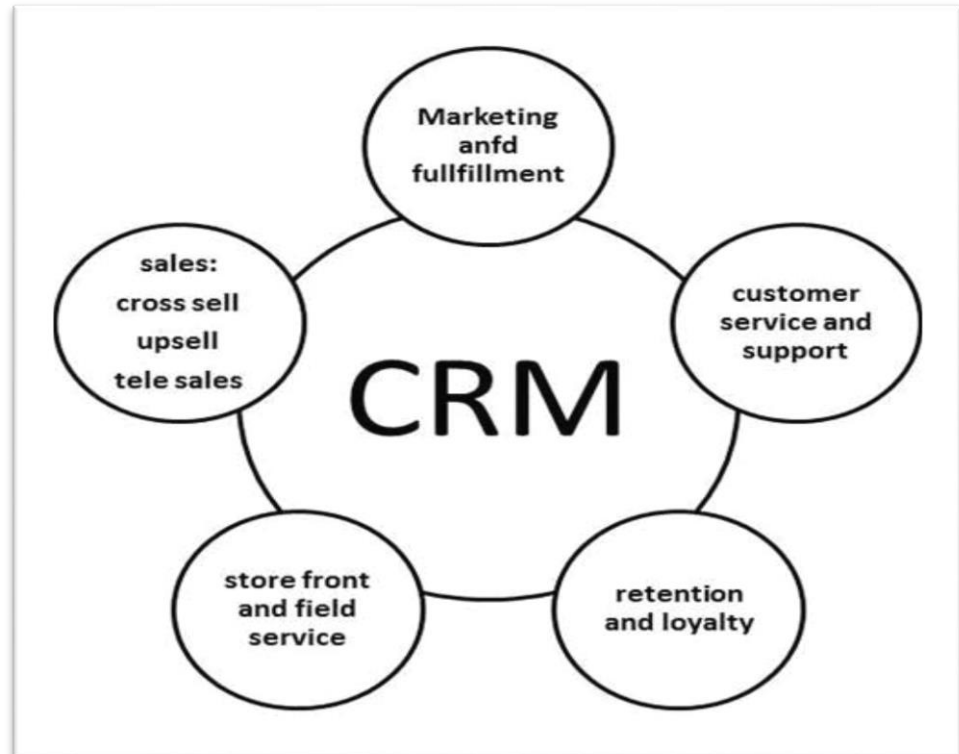 Marketing
anfd
fullfillment
sales:
cross sell
upsell
tele sales
customer
service and
support
CRM
store front
and field
service
retention
and loyalty